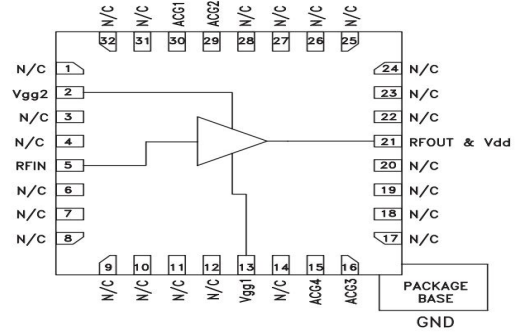 N/C N/C ACG1 ACG2 N/C N/C N/C N/C
32 31 30 29 28 27 26 25
N/C 1
Vgg2 2
N/C 3
N/C 4
RFIN 5
N/C 6
N/C 7
N/C 8
24 N/C
23 N/C
22 N/C
21 RFOUT & Vdd
20 N/C
19 N/C
18 N/C
17 N/C
9 10 11 12 13 14 15 16
N/C N/C N/C N/C Vgg1 N/C ACG4 ACG3
PACKAGE
BASE
GND